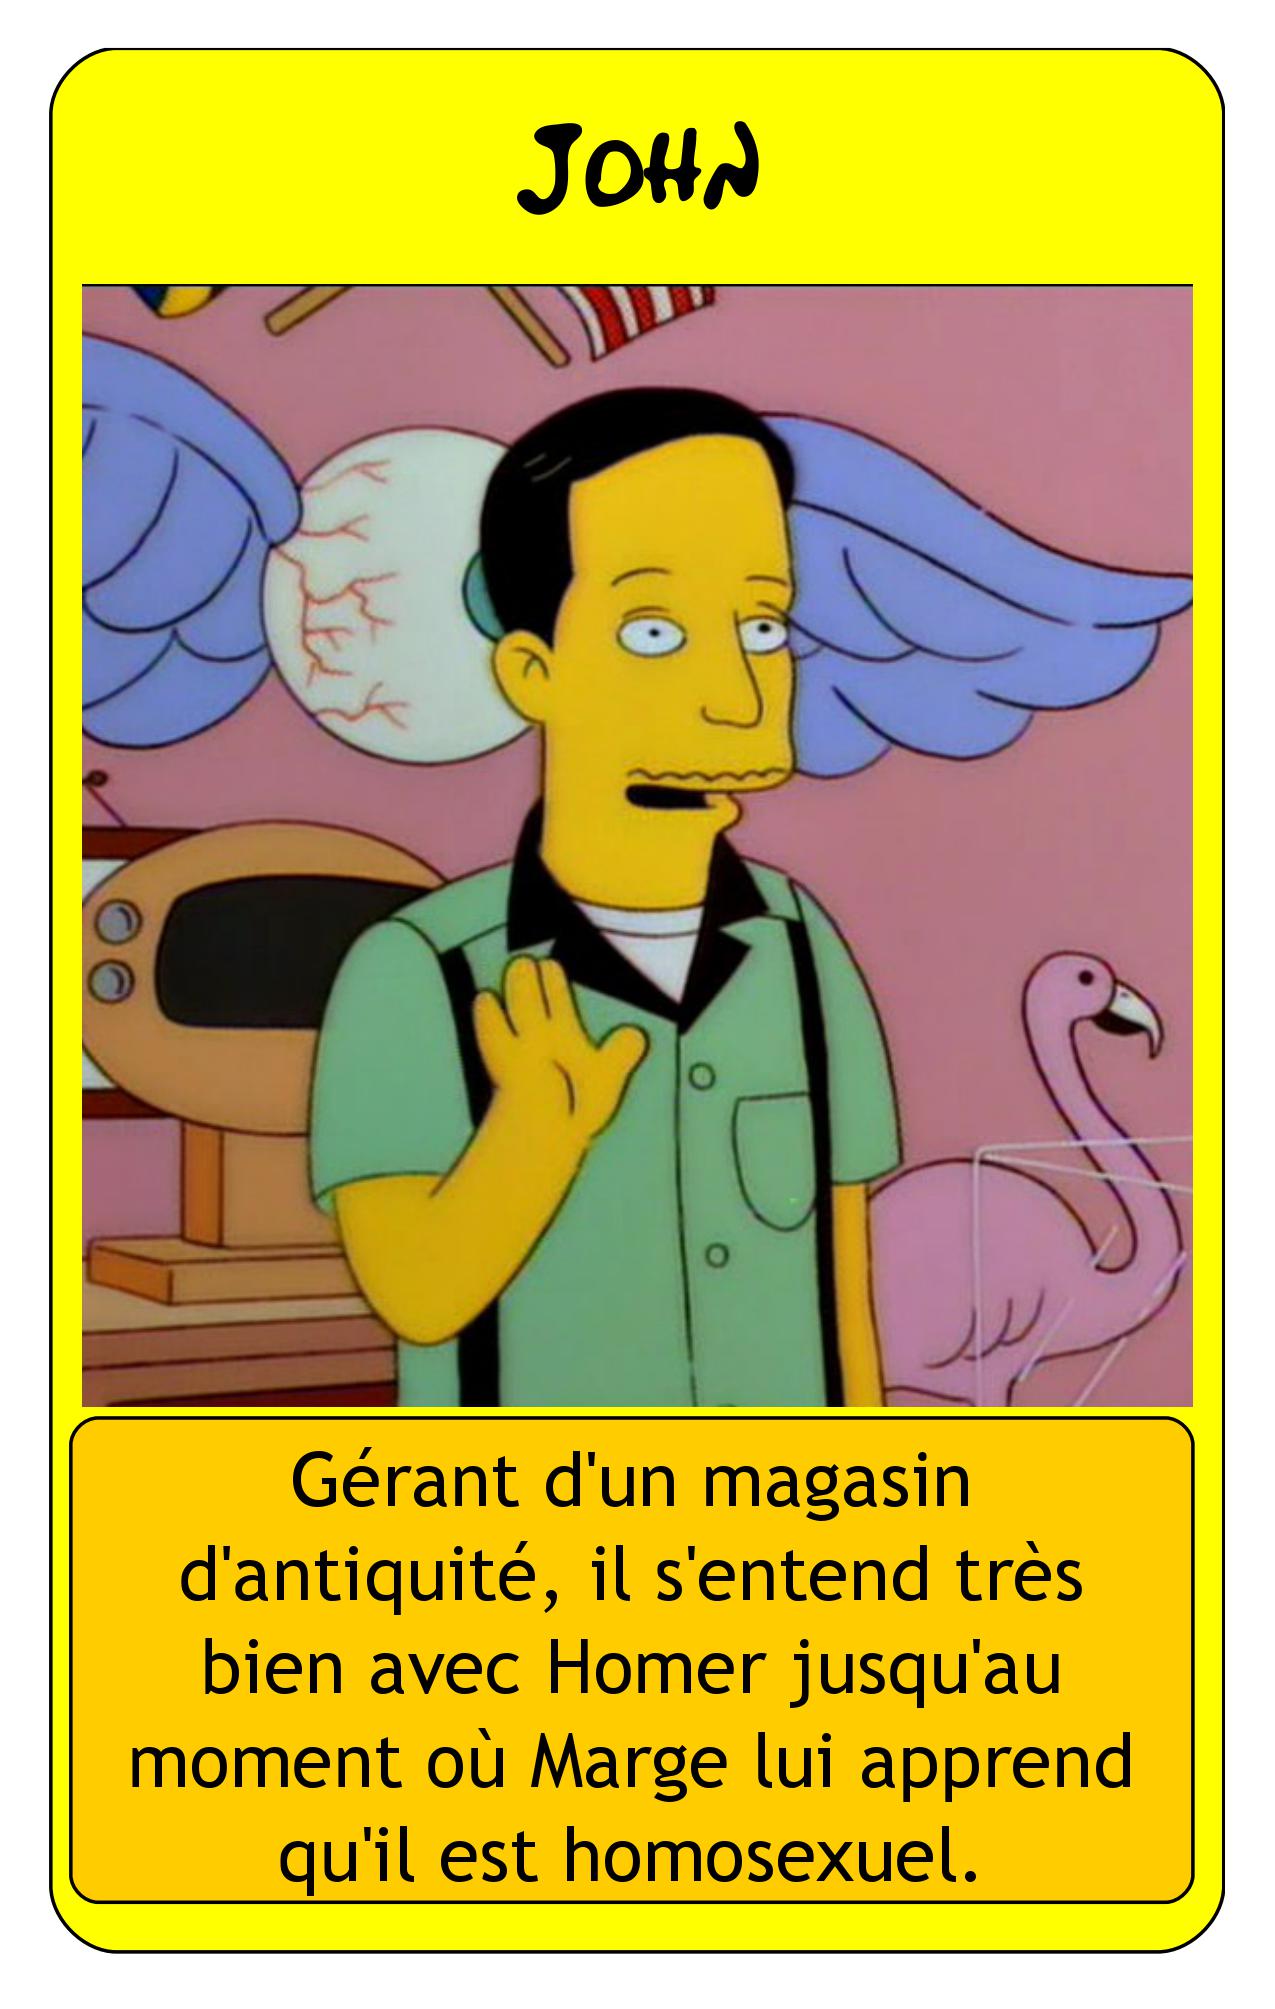 JOHN
Gérant d'un magasin
d'antiquité, il s'entend très
bien avec Homer jusqu'au
moment où Marge lui apprend
qu'il est homosexuel.